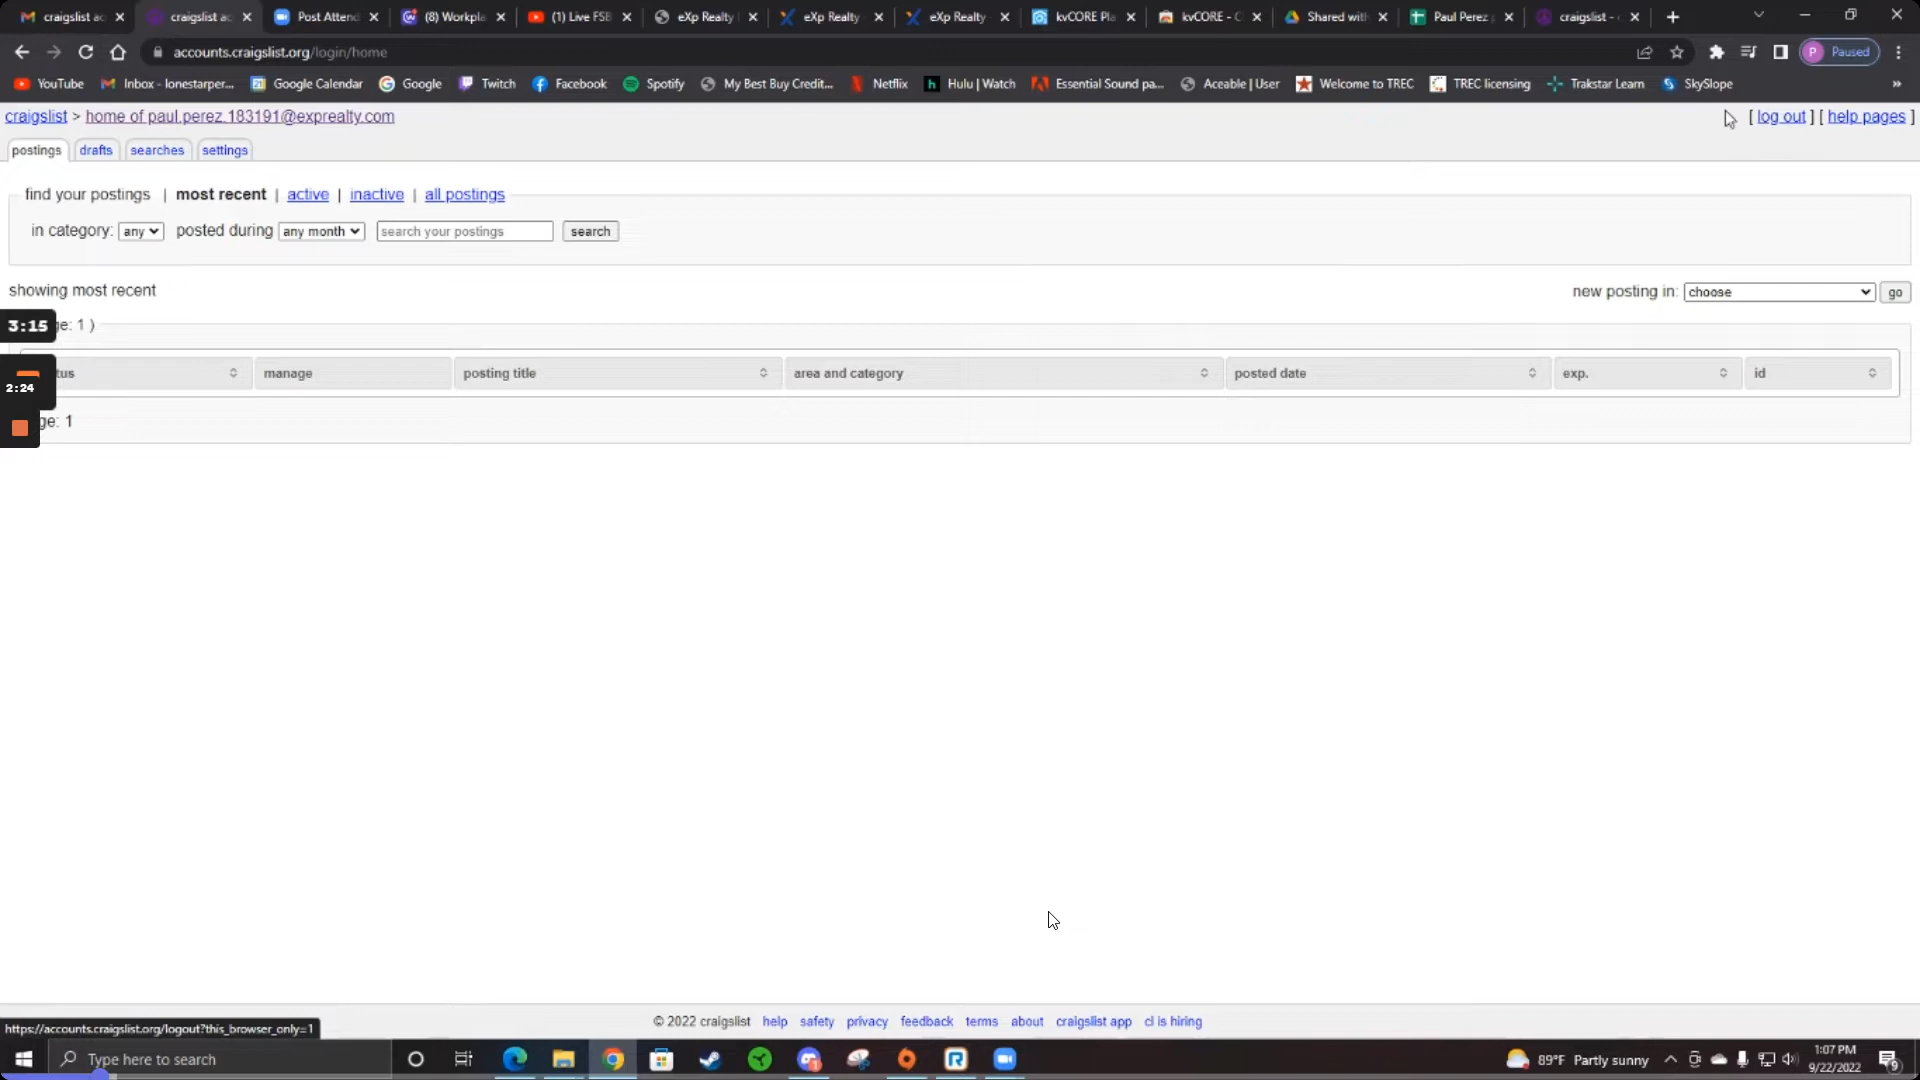 craigslist ac
craigslist ac
Post Attend
(8) Workpla
(1) Live FSB
eXp Realty
eXp Realty
eXp Realty
kvCORE Pla
kvCORE - C
Shared with
Paul Perez
craigslist -
accounts.craigslist.org/login/home
Paused
YouTube
Inbox - lonestarper...
Google Calendar
Google
Twitch
Facebook
Spotify
My Best Buy Credit...
Netflix
Hulu | Watch
Essential Sound pa...
Aceable | User
Welcome to TREC
TREC licensing
Trakstar Learn
SkySlope
craigslist > home of paul.perez.183191@exprealty.com
[ log out ] [ help pages ]
postings drafts searches settings
find your postings | most recent | active | inactive | all postings
in category: any posted during any month search your postings search
showing most recent
new posting in: choose go
3:15 ge: 1 )
tus manage posting title area and category posted date exp. id
2:24
ge: 1
© 2022 craigslist help safety privacy feedback terms about craigslist app cl is hiring
https://accounts.craigslist.org/logout?this_browser_only=1
Type here to search
89°F Partly sunny
1:07 PM
9/22/2022
9